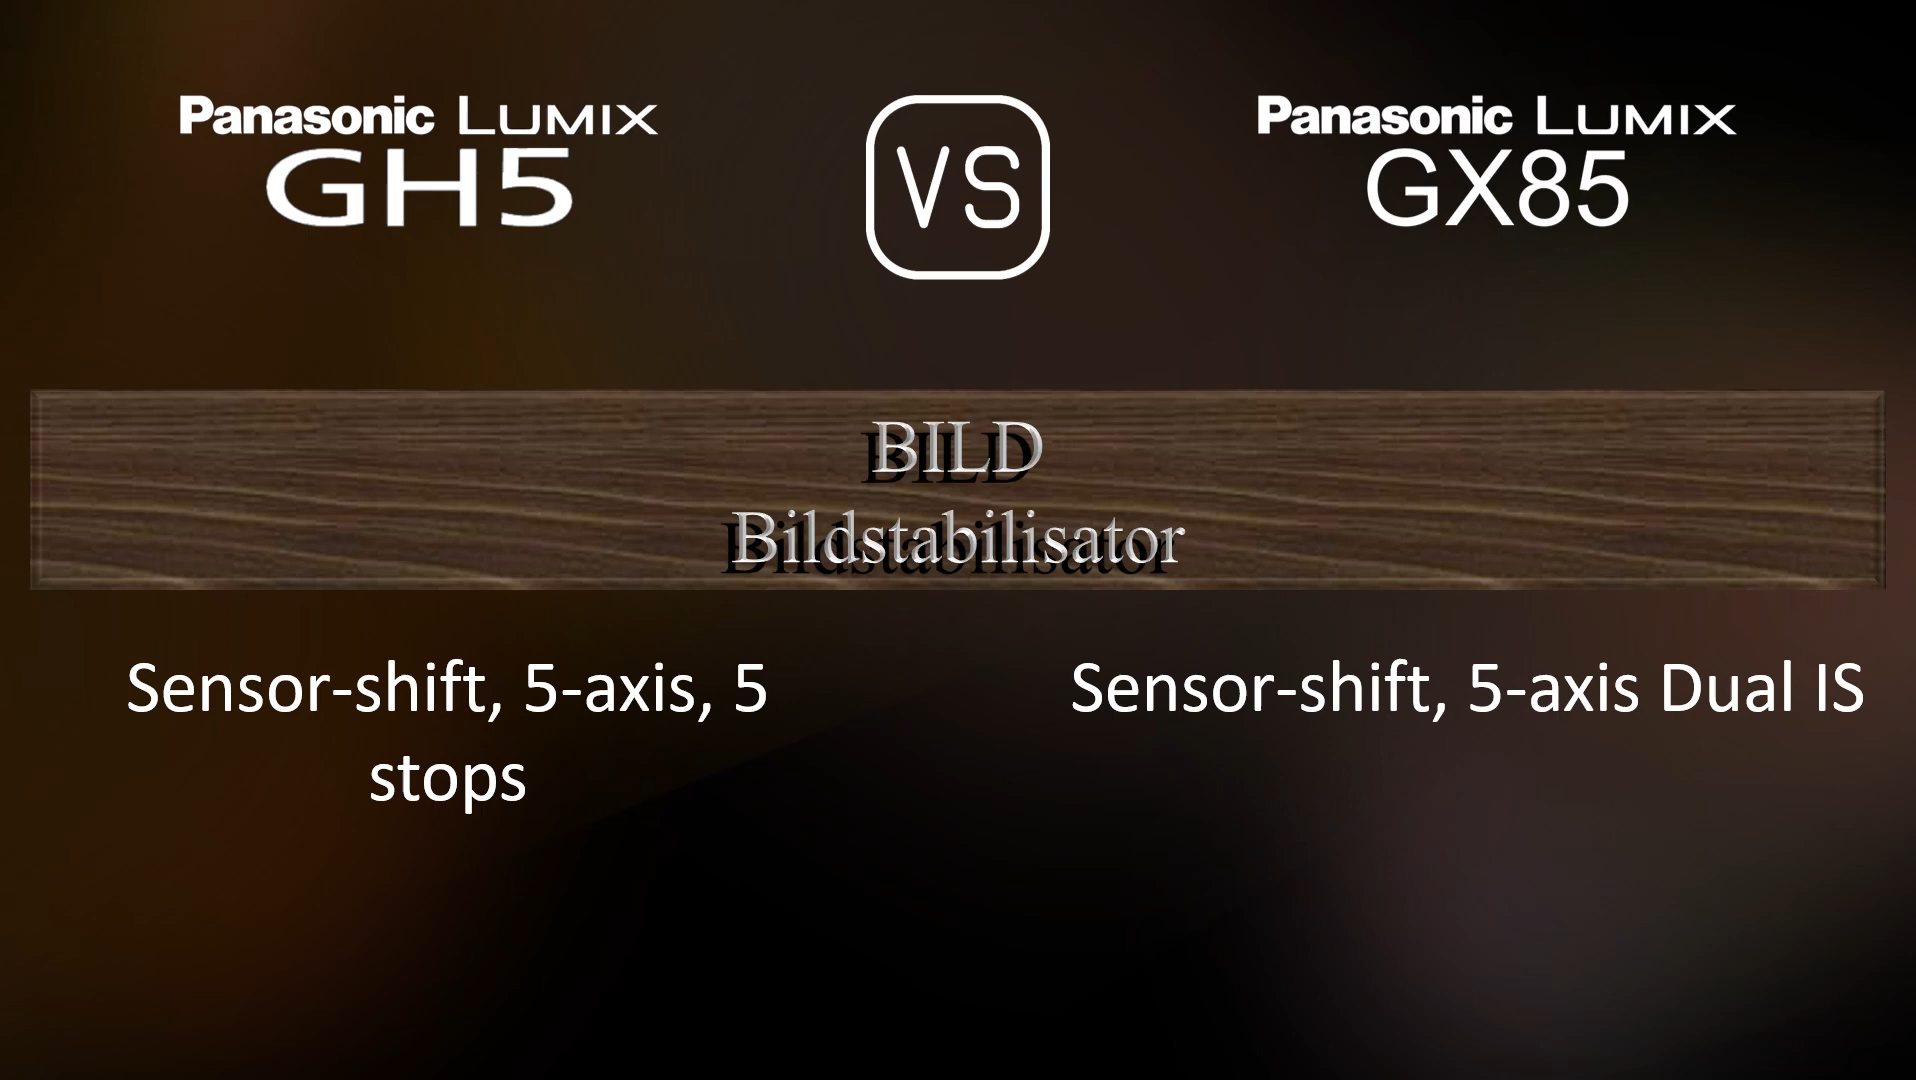 Panasonic LUMIX
GH5
VS
Panasonic LUMIX
GX85
BILD
Bildstabilisator
Sensor-shift, 5-axis, 5
stops
Sensor-shift, 5-axis Dual IS